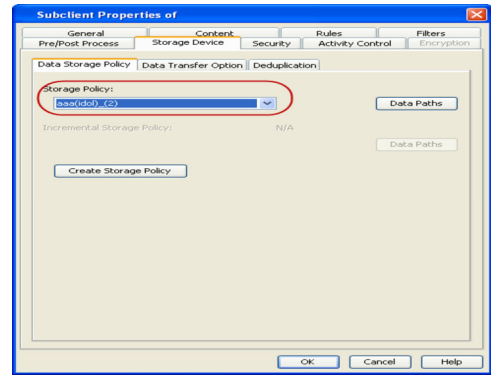 Subclient Properties of
General Content Rules Filters
Pre/Post Process Storage Device Security Activity Control Encryption
Data Storage Policy Data Transfer Option Deduplication
Storage Policy:
aaa(idol)_(2) Data Paths
Incremental Storage Policy: N/A
Data Paths
Create Storage Policy
OK Cancel Help